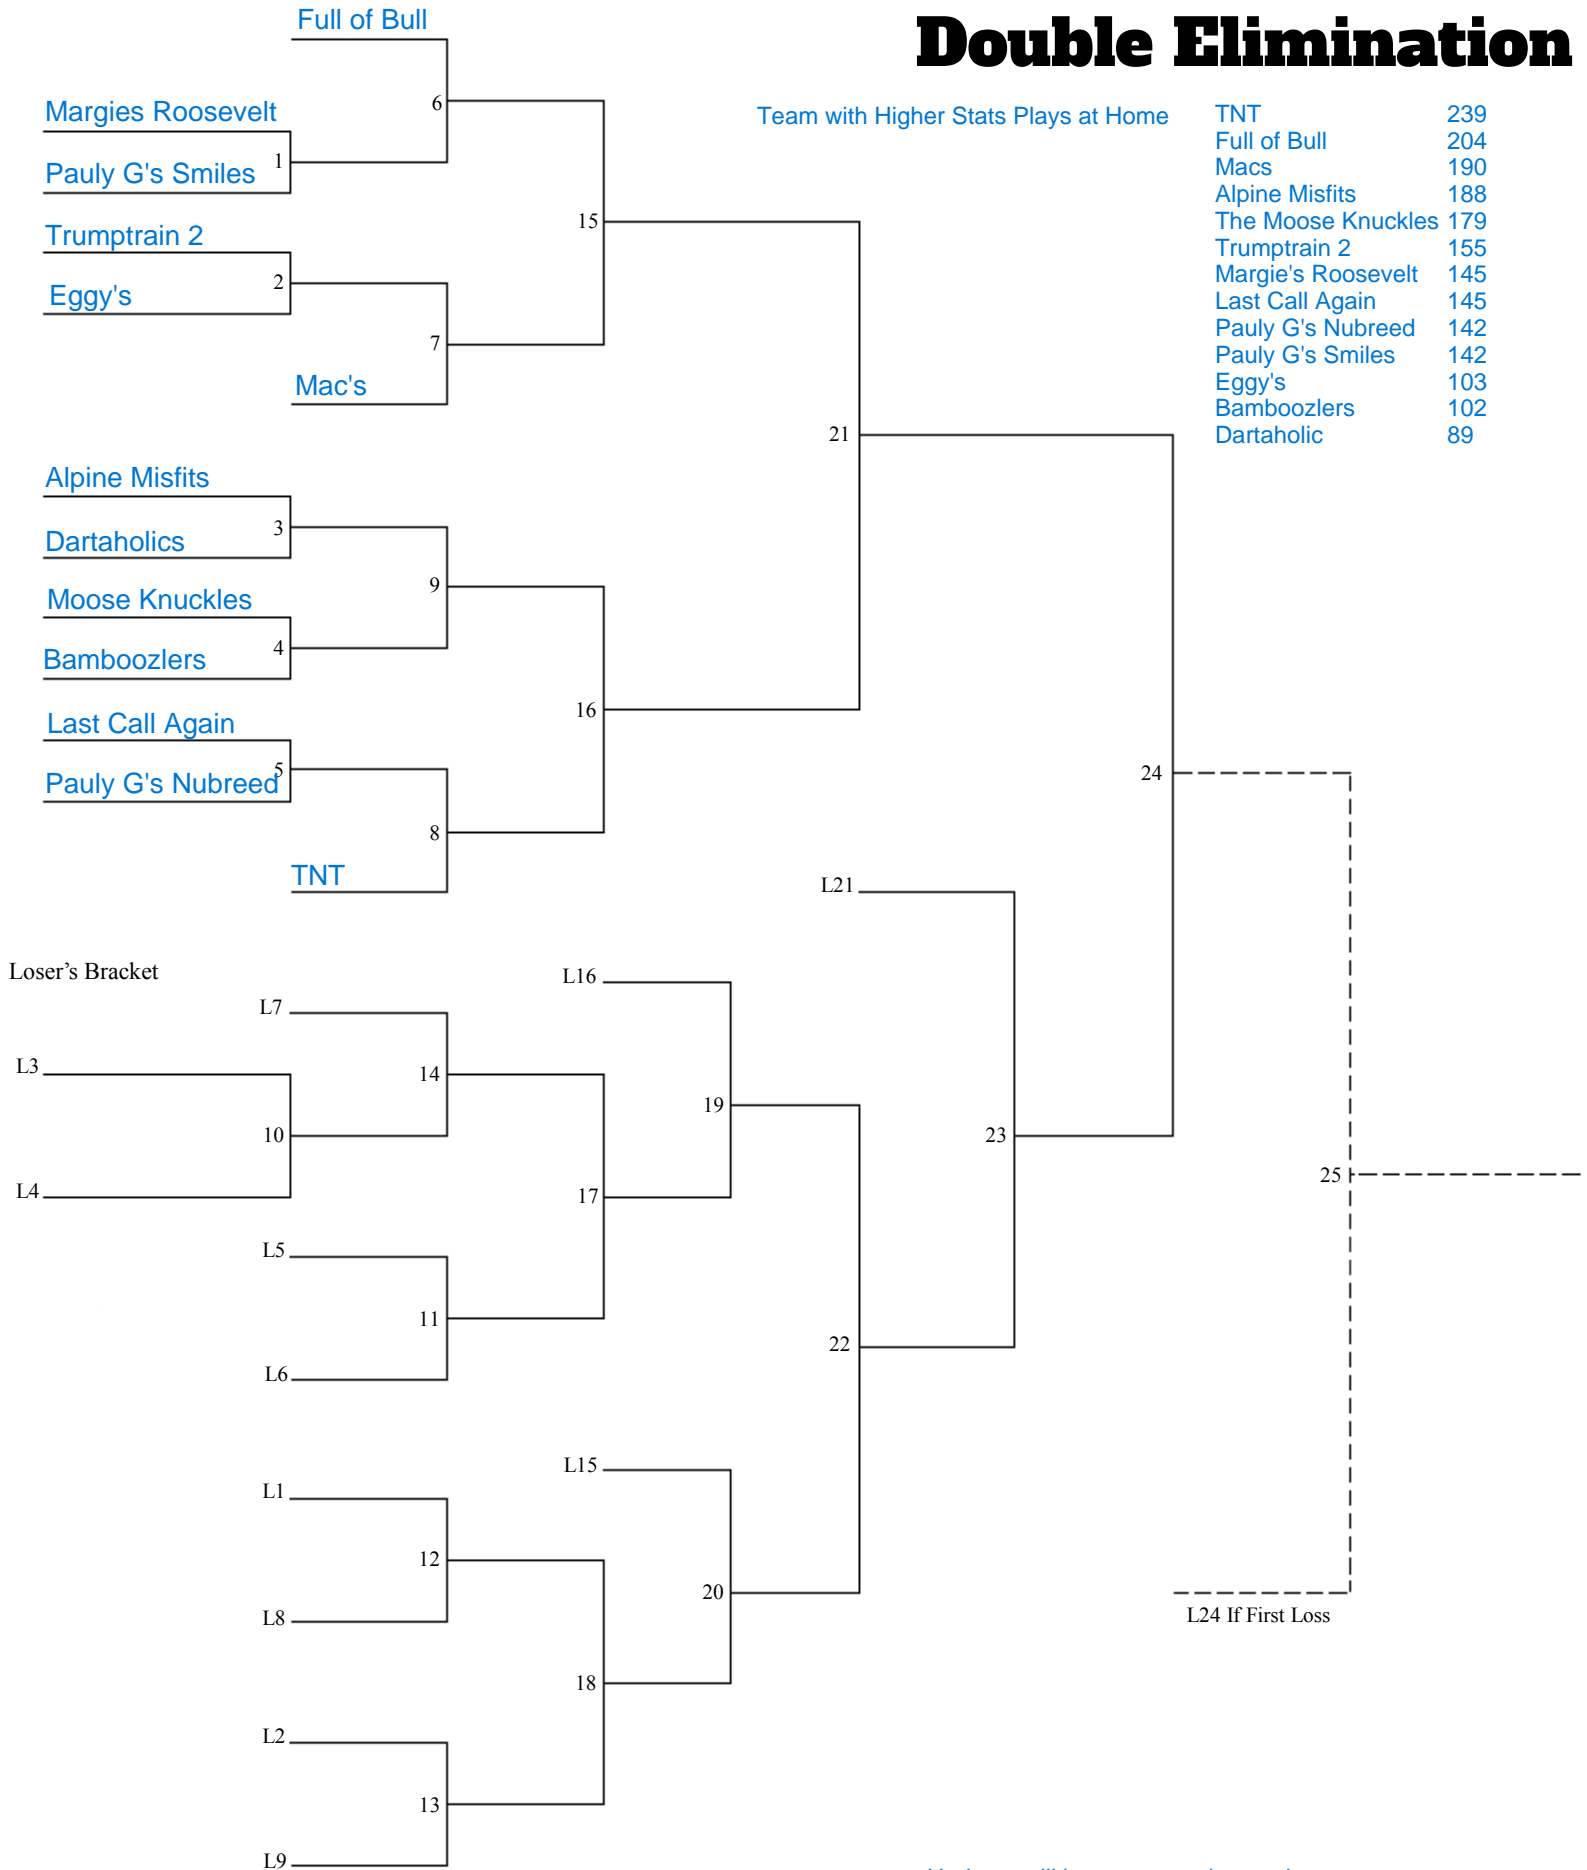 Double Elimination
Team with Higher Stats Plays at Home
TNT 239
Full of Bull 204
Macs 190
Alpine Misfits 188
The Moose Knuckles 179
Trumptrain 2 155
Margie's Roosevelt 145
Last Call Again 145
Pauly G's Nubreed 142
Pauly G's Smiles 142
Eggy's 103
Bamboozlers 102
Dartaholic 89
Full of Bull
6
Margies Roosevelt
1
Pauly G's Smiles
15
Trumptrain 2
2
Eggy's
7
Mac's
21
Alpine Misfits
3
Dartaholics
9
Moose Knuckles
4
Bamboozlers
16
Last Call Again
5
Pauly G's Nubreed
8
TNT
24
L21
Loser's Bracket
L16
L7
L3
14
19
10
23
L4
17
25
L5
11
22
L6
L15
L1
12
20
L8
L24 If First Loss
18
L2
13
L9